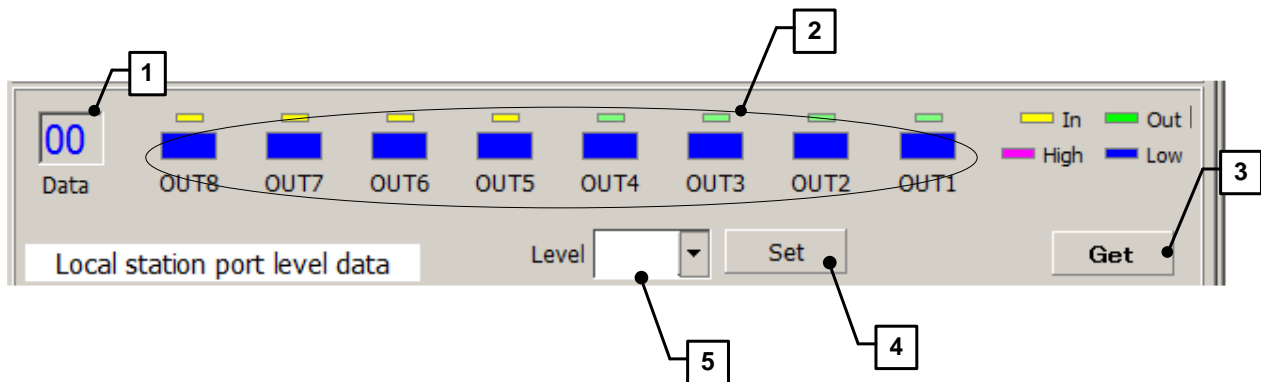 2
1
00
In Out
High Low
Data OUT8 OUT7 OUT6 OUT5 OUT4 OUT3 OUT2 OUT1
3
Local station port level data Level Set Get
5
4